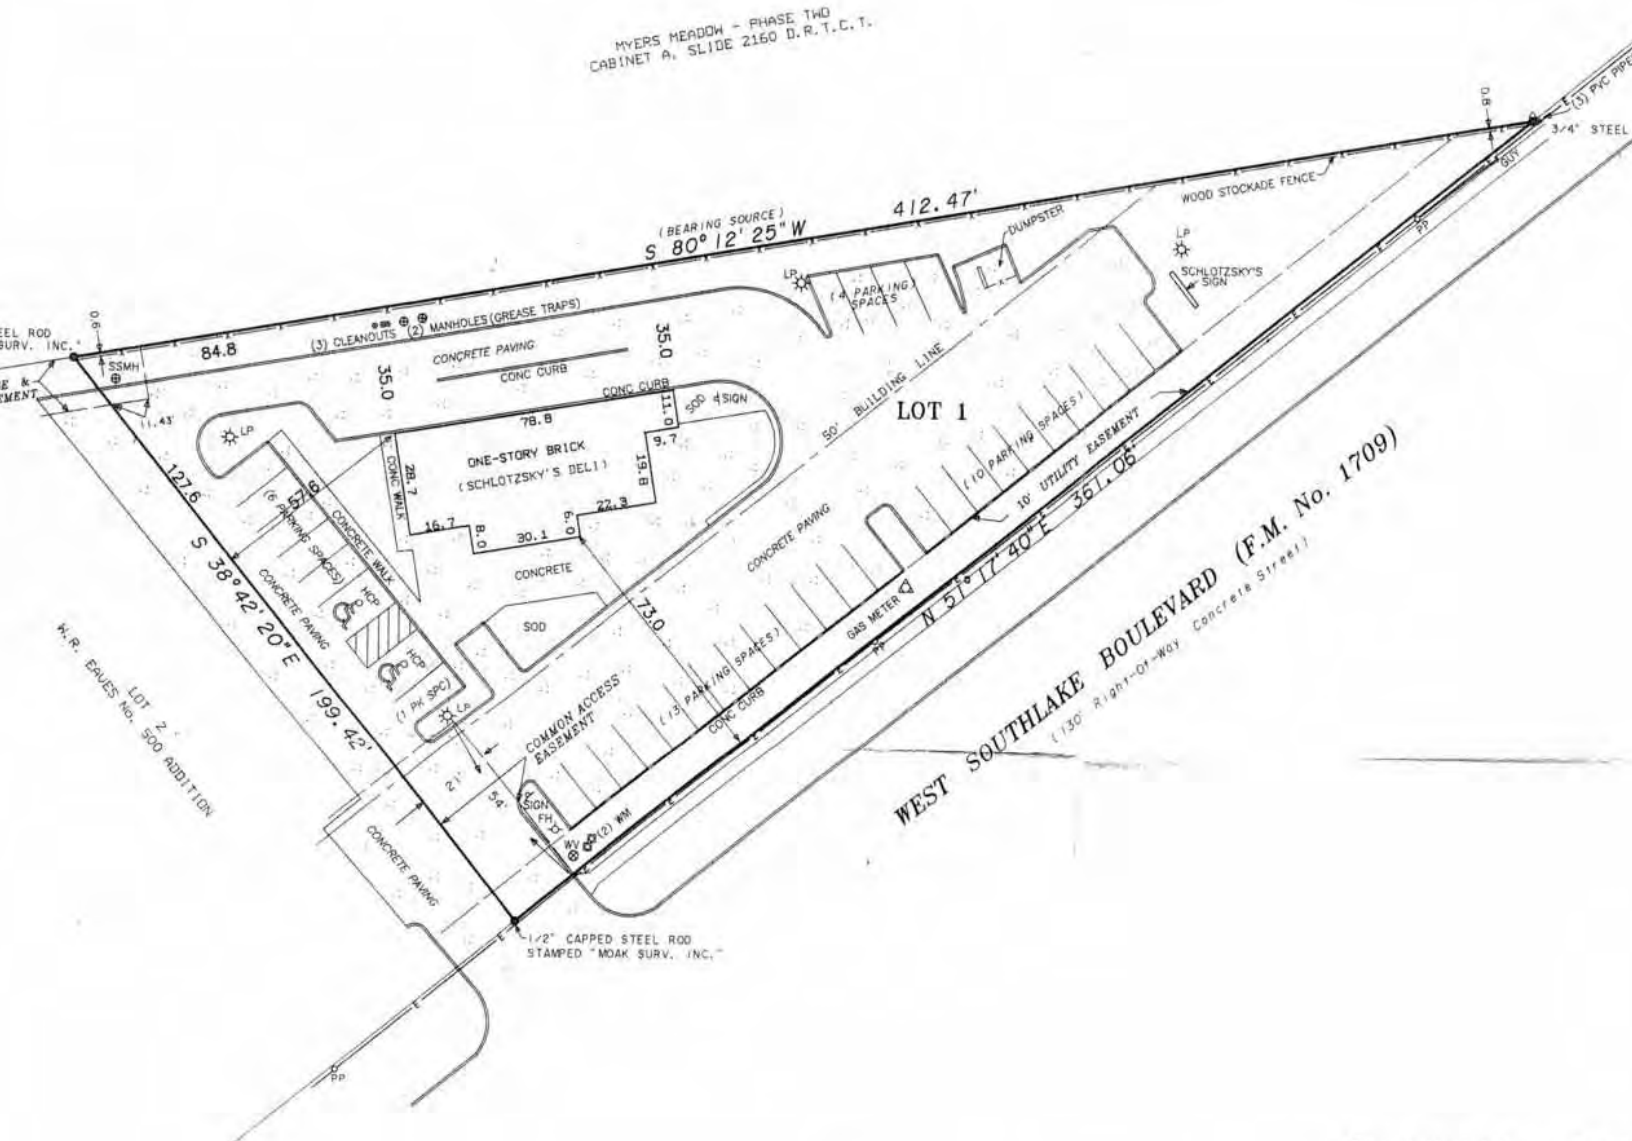 MYERS MEADOW - PHASE TWO
CABINET A, SLIDE 2160 D.R.T.C.T.
0.8
(3) PVC PIPE
3/4" STEEL
GUY
WOOD STOCKADE FENCE
PP
412.47'
(BEARING SOURCE)
S 80° 12' 25" W
DUMPSTER
LP
SCHLOTZSKY'S
SIGN
LP
(4 PARKING)
SPACES
0.6
EEL ROD
SURV. INC."
E &
EMENT
SSMH
11.43'
84.8
(3) CLEANOUTS
(2) MANHOLES (GREASE TRAPS)
CONCRETE PAVING
CONC CURB
35.0
35.0
CONC CURB
78.8
11.0
SOD
SIGN
9.7
BUILDING LINE
50'
LOT 1
LP
ONE-STORY BRICK
(SCHLOTZSKY'S DELI)
28.7
CONC WALK
19.8
22.3
16.7
8.0
30.1
6.0
127.6
57.6
(6 PARKING SPACES)
CONCRETE WALK
CONCRETE PAVING
HCP
HCP
(1 PK SPC)
LP
CONCRETE
SOD
73.0
CONCRETE PAVING
(10 PARKING SPACES)
10' UTILITY EASEMENT
N 51° 17' 40" E 361.06'
GAS METER
PP
(13 PARKING SPACES)
CONC CURB
COMMON ACCESS
EASEMENT
S 38° 42' 20" E 199.42'
21'
54'
SIGN
FH
WV
(2) WM
CONCRETE PAVING
W.R. EAVES No. 500 ADDITION
LOT 2
WEST SOUTHLAKE BOULEVARD (F.M. No. 1709)
(130' Right-Of-Way Concrete Street)
1/2" CAPPED STEEL ROD
STAMPED "MOAK SURV. INC."
PP